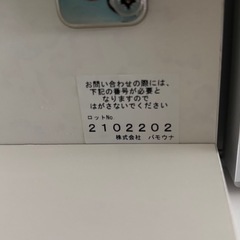 お問い合わせの際には、
下記の番号が必要と
なりますので
はがさないでください
ロットNo.
2102202
株式会社 パモウナ